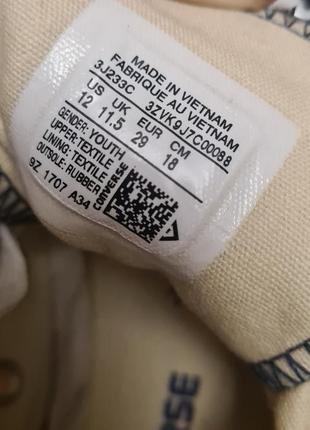 MADE IN VIETNAM
FABRIQUE AU VIETNAM
3J233C 3ZVK9J7C00088
US UK EUR CM
12 11.5 29 18
GENDER: YOUTH
UPPER:TEXTILE
LINING:TEXTILE
OUTSOLE: RUBBER
9Z 1707 A34
CONVERSE
RSE